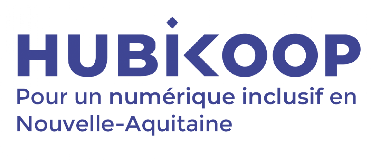 HUBIKOOP
Pour un numérique inclusif en
Nouvelle-Aquitaine